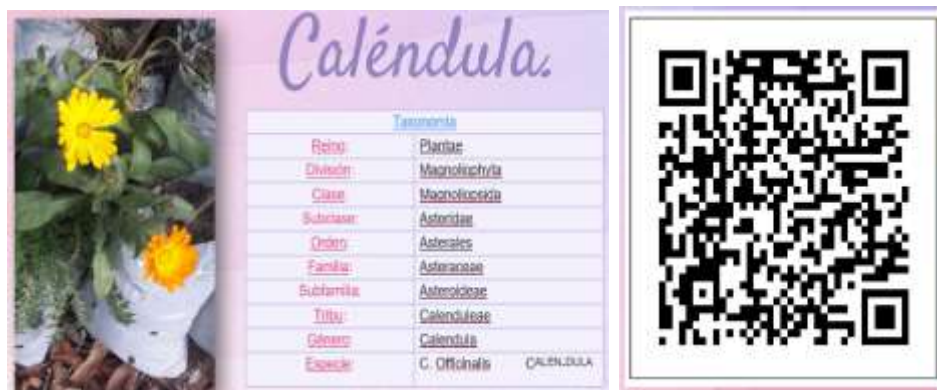 Caléndula.
Taxonomía
Reino: Plantae
División: Magnoliophyta
Clase: Magnoliopsida
Subclase: Asteridae
Orden: Asterales
Familia: Asteraceae
Subfamilia: Asteroideae
Tribu: Calenduleae
Género: Calendula
Especie: C. Officinalis CALENDULA